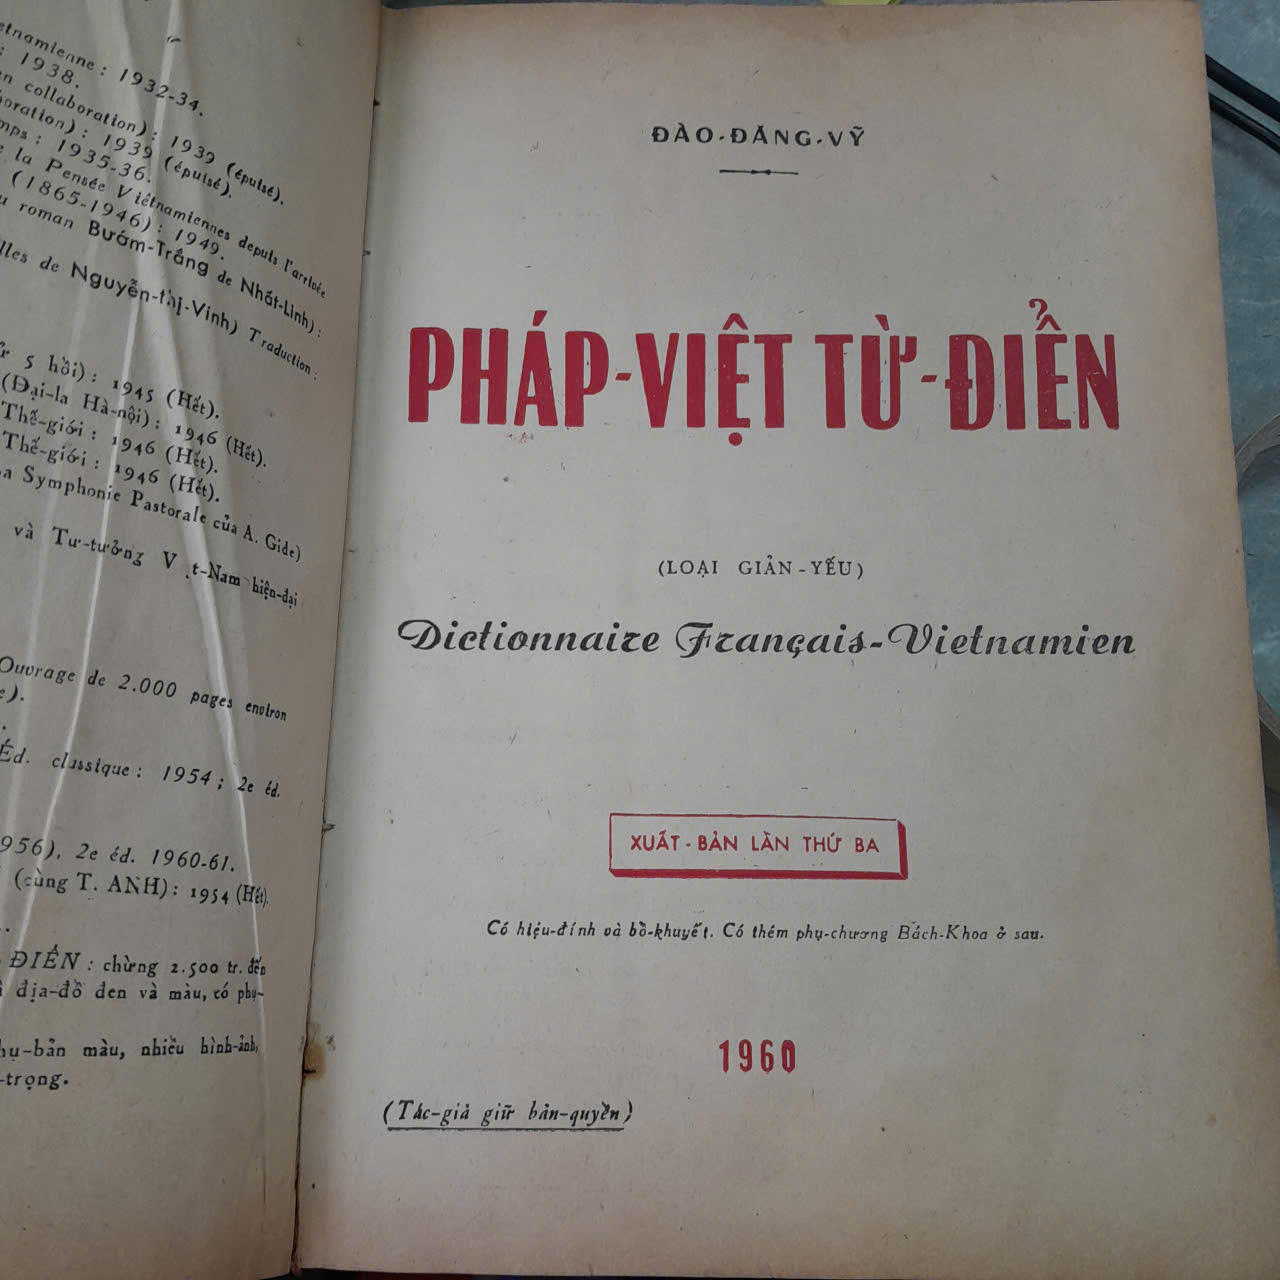 etnamienne : 1932-34.
: 1938.
en collaboration) : 1939 (épuisé).
boration) : 1939 (épuisé).
mps : 1935-36.
e la Pensée Viêtnamiennes depuis l'arrivée
(1865-1946) : 1949.
u roman Bướm-Trắng de Nhất-Linh) :
lles de Nguyễn-thị-Vinh) Traduction :
ử 5 hồi) : 1945 (Hết).
(Đại-la Hà-nội) : 1946 (Hết).
Thế-giới : 1946 (Hết).
Thế-giới : 1946 (Hết).
a Symphonie Pastorale của A. Gide)
và Tư-tưởng V ̣t-Nam hiện-đại
Ouvrage de 2.000 pages environ
e).
Éd. classique : 1954 ; 2e éd.
956), 2e éd. 1960-61.
(cùng T. ANH) : 1954 (Hết).
ĐIỂN : chừng 2.500 tr. đến
địa-đồ đen và màu, có phụ-
hụ-bản màu, nhiều hình-ảnh,
-trọng.
ĐÀO-ĐĂNG-VỸ
PHÁP-VIỆT TỪ-ĐIỂN
(LOẠI GIẢN-YẾU)
Dictionnaire Français-Vietnamien
XUẤT-BẢN LẦN THỨ BA
Có hiệu-đính và bồ-khuyết. Có thêm phụ-chương Bách-Khoa ở sau.
1960
(Tác-giả giữ bản-quyền)